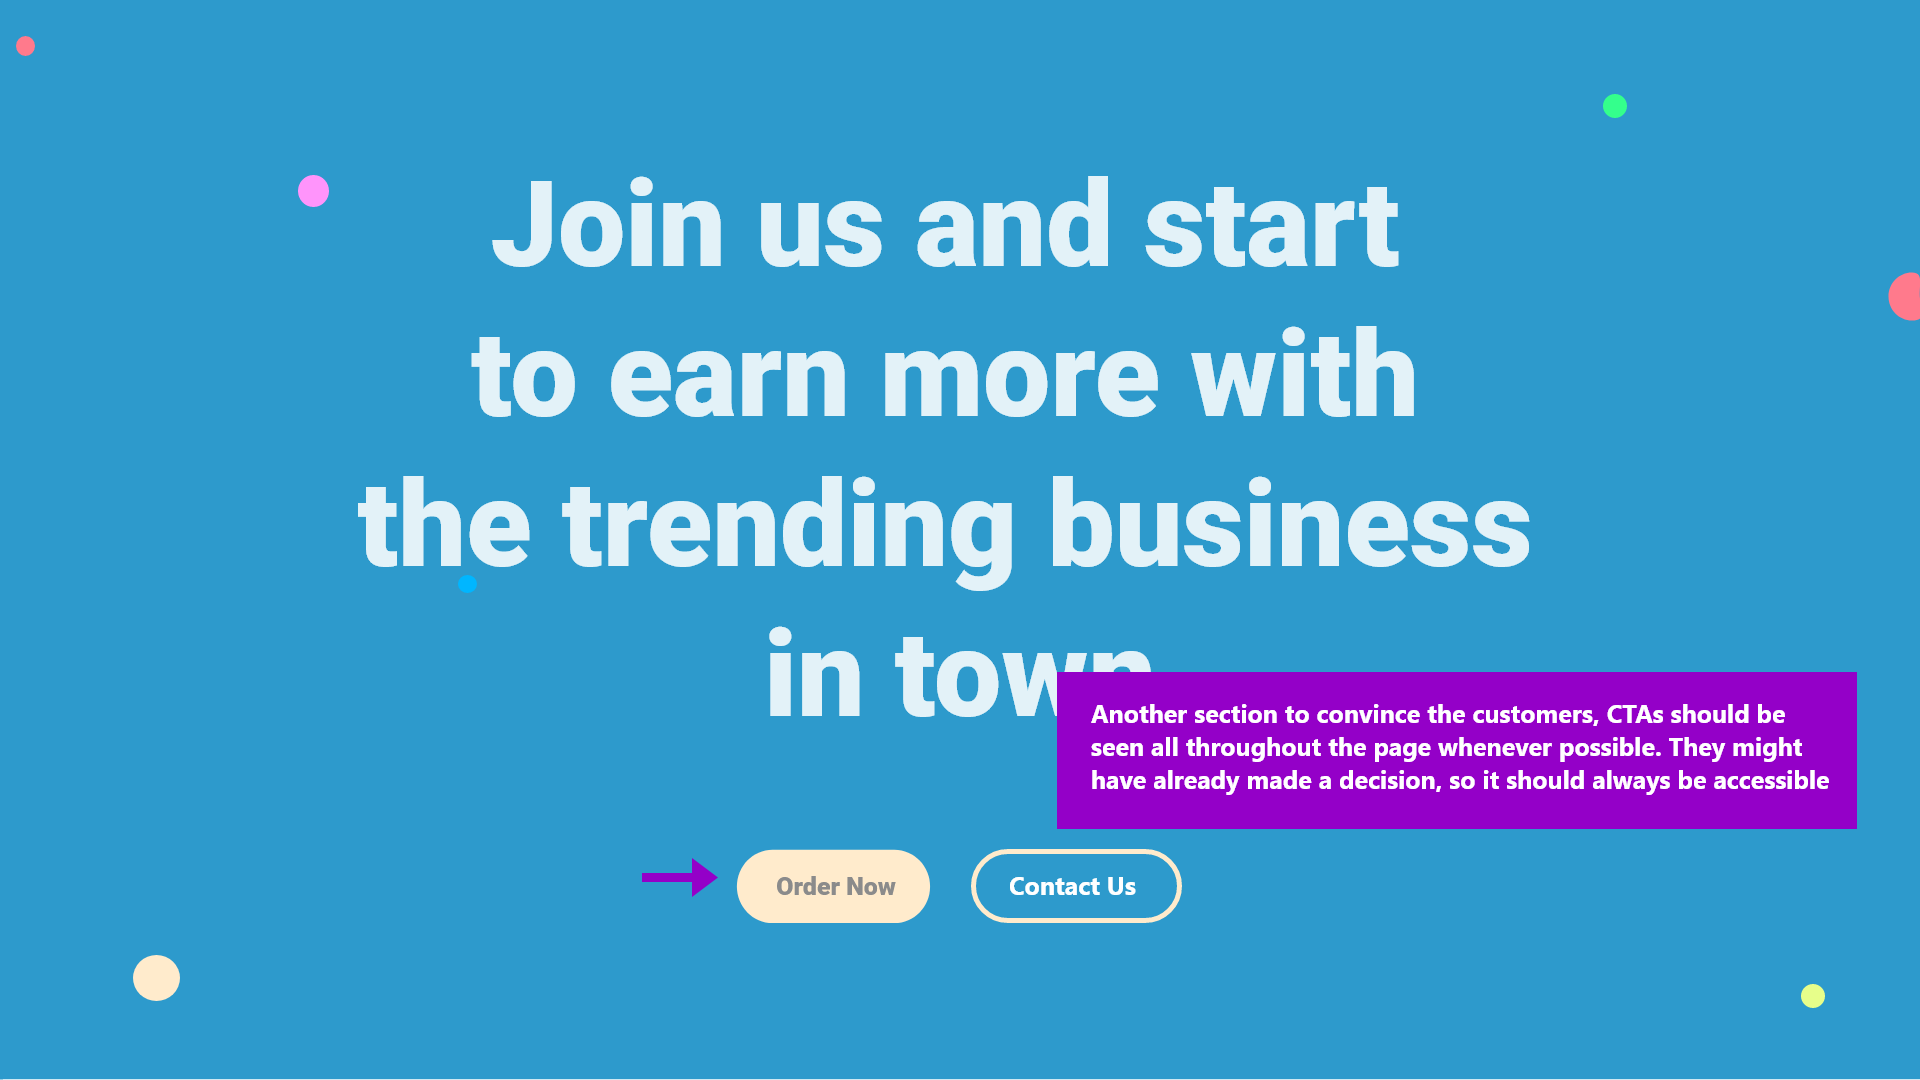 Join us and start
to earn more with
the trending business
in town
Another section to convince the customers, CTAs should be
seen all throughout the page whenever possible. They might
have already made a decision, so it should always be accessible
Order Now
Contact Us